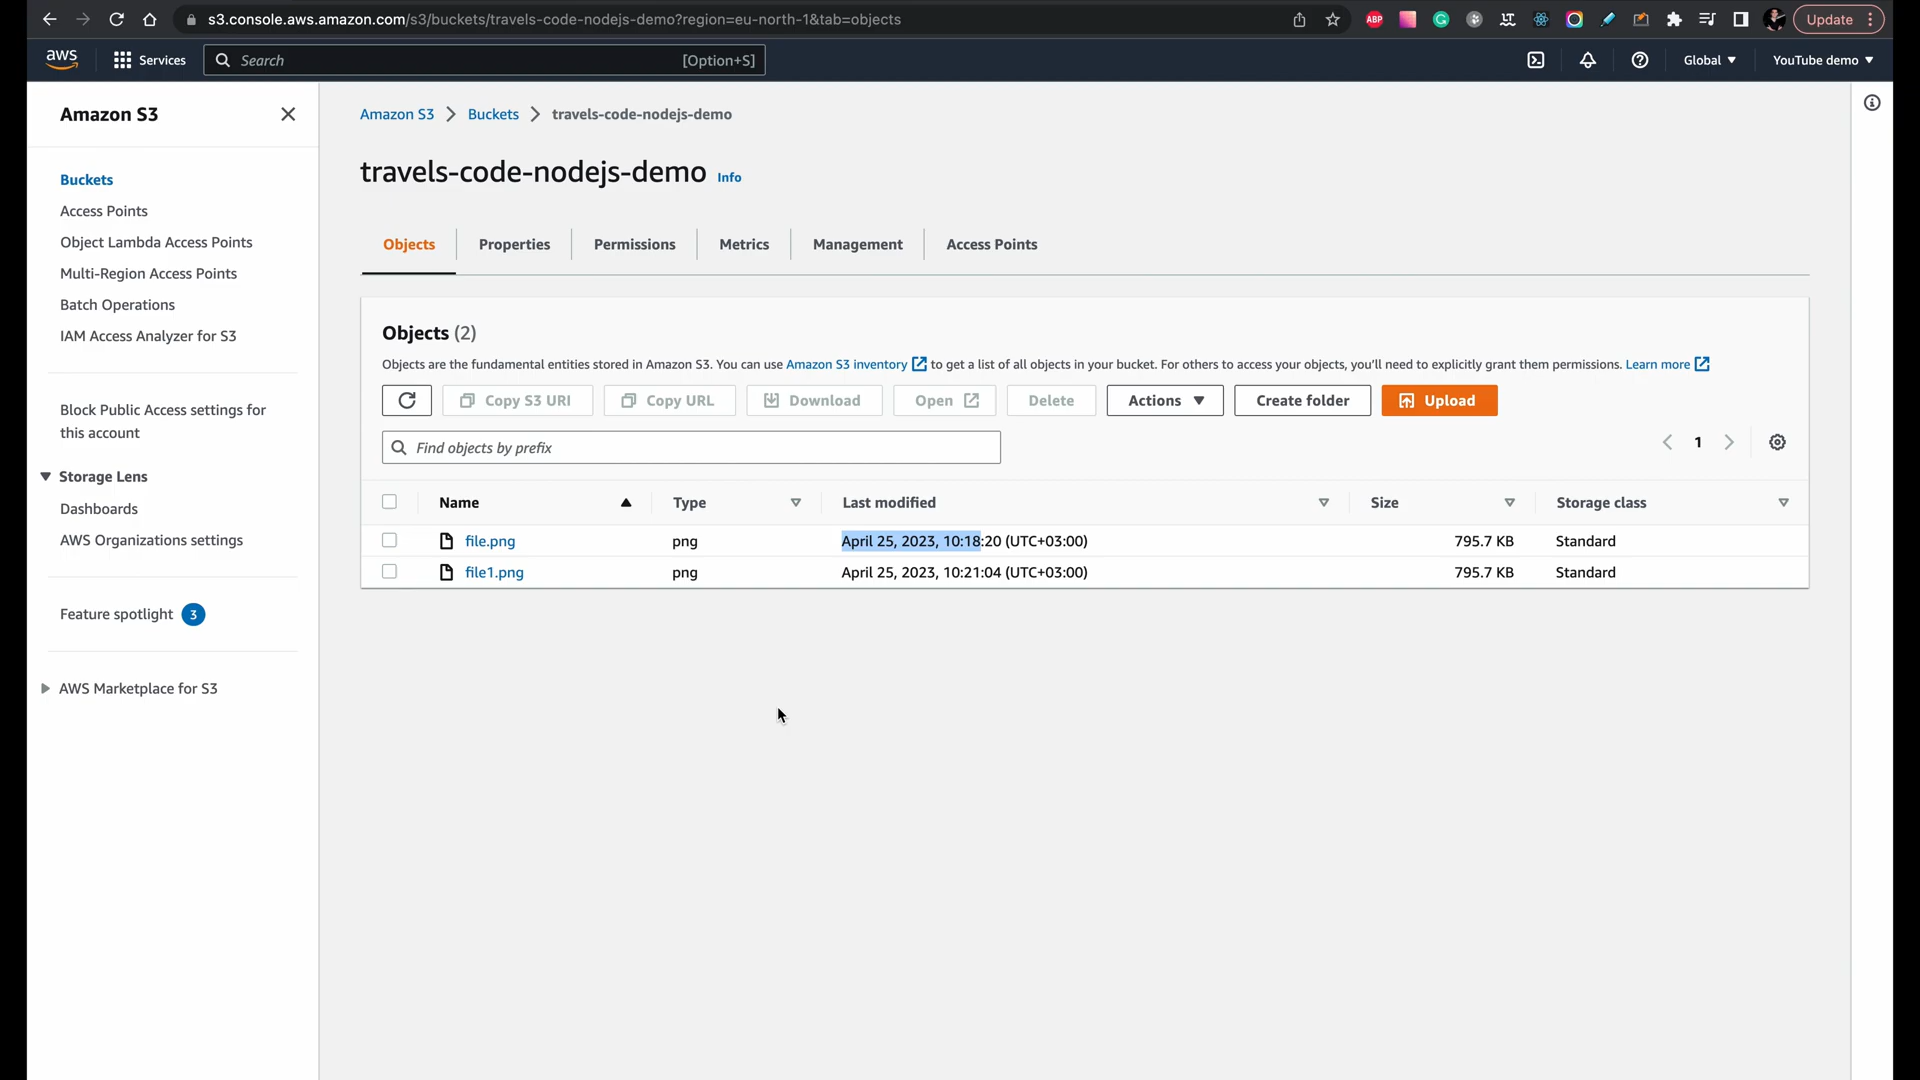 s3.console.aws.amazon.com/s3/buckets/travels-code-nodejs-demo?region=eu-north-1&tab=objects
ABP
Update
aws
Services
Search
[Option+S]
Global
YouTube demo
Amazon S3
Buckets
Access Points
Object Lambda Access Points
Multi-Region Access Points
Batch Operations
IAM Access Analyzer for S3
Block Public Access settings for
this account
Storage Lens
Dashboards
AWS Organizations settings
Feature spotlight 3
AWS Marketplace for S3
Amazon S3 > Buckets > travels-code-nodejs-demo
travels-code-nodejs-demo Info
Objects Properties Permissions Metrics Management Access Points
Objects (2)
Objects are the fundamental entities stored in Amazon S3. You can use Amazon S3 inventory to get a list of all objects in your bucket. For others to access your objects, you'll need to explicitly grant them permissions. Learn more
Copy S3 URI Copy URL Download Open Delete Actions Create folder Upload
Find objects by prefix
1
Name Type Last modified Size Storage class
file.png png April 25, 2023, 10:18:20 (UTC+03:00) 795.7 KB Standard
file1.png png April 25, 2023, 10:21:04 (UTC+03:00) 795.7 KB Standard